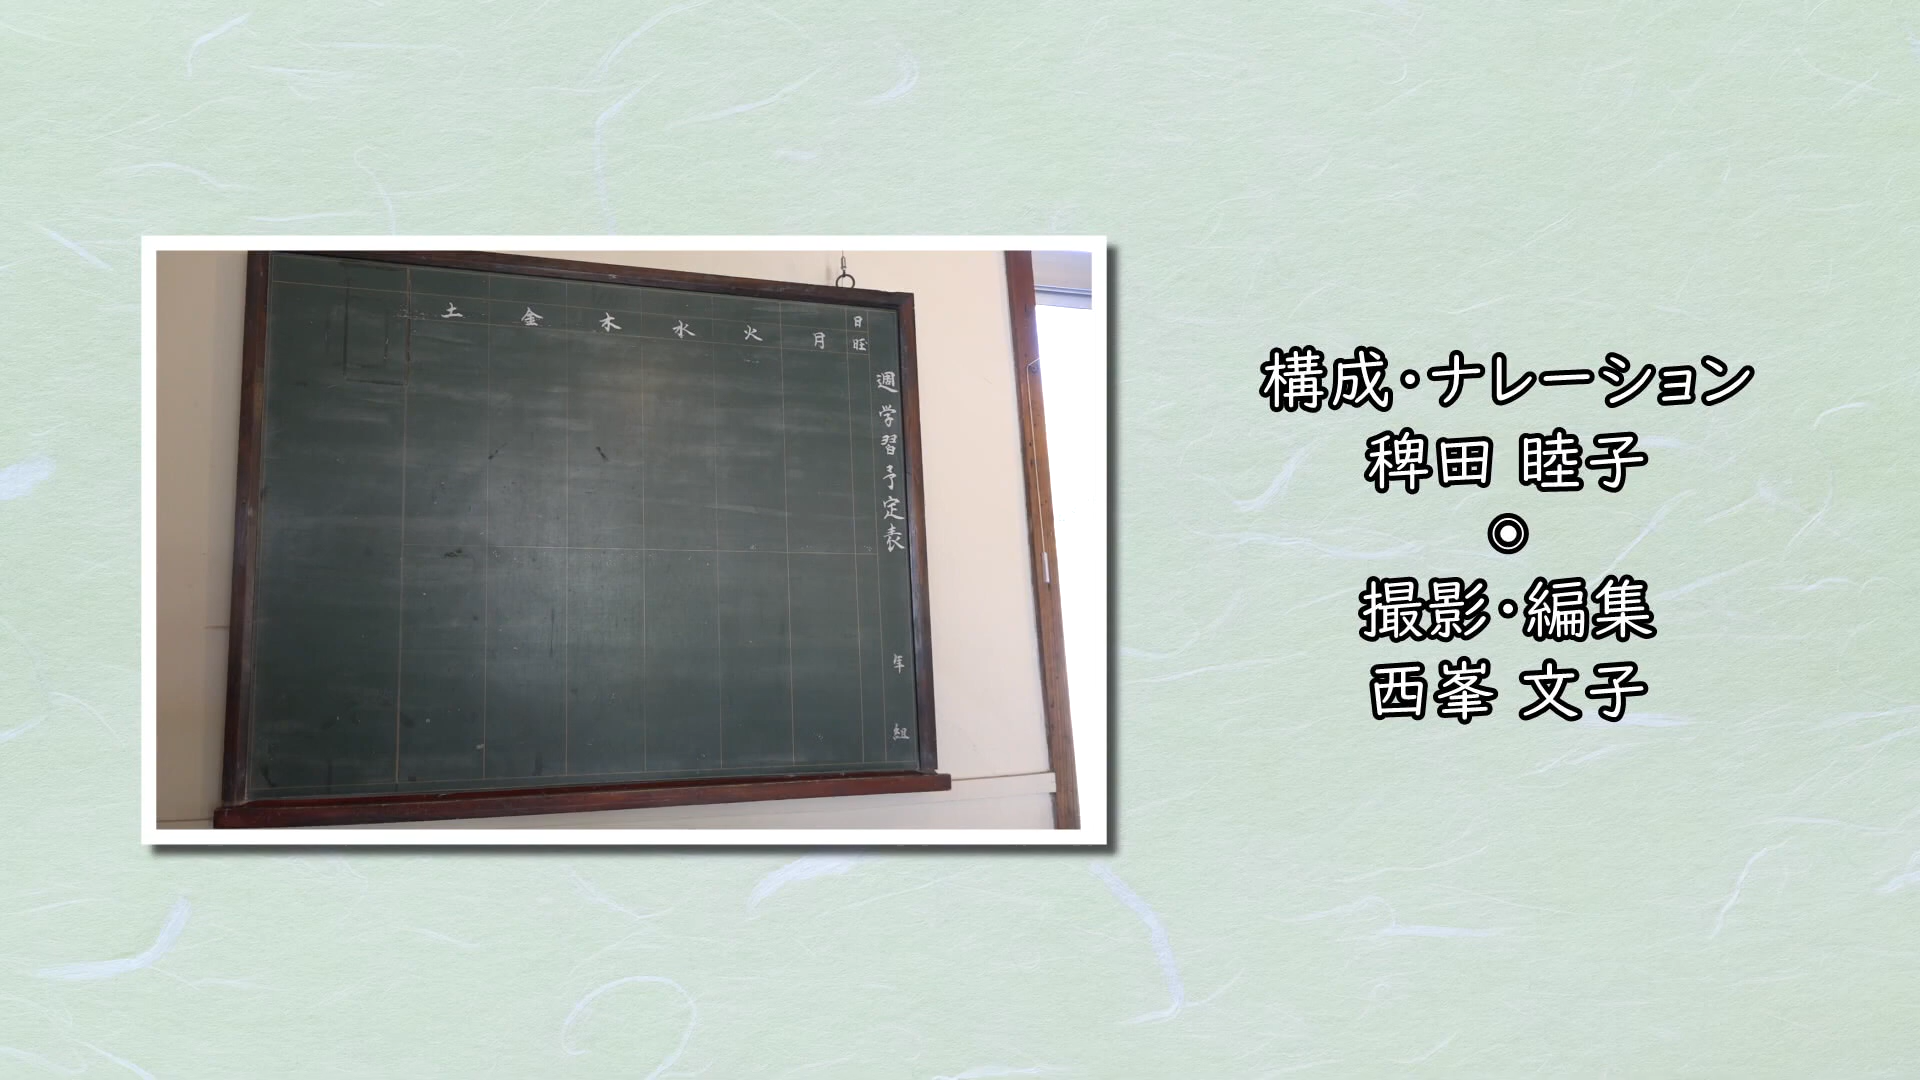 土 金 木 水 火 月 日
旺
週学習予定表
年
組
構成・ナレーション
稗田 睦子
◎
撮影・編集
西峯 文子